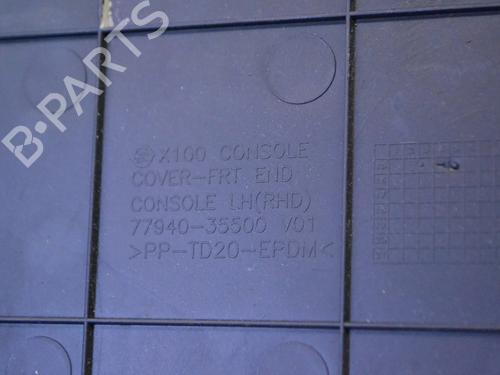 B-PARTS
X100 CONSOLE
COVER-FRT END
CONSOLE LH(RHD)
77940-35500 V01
>PP-TD20-EPDM<